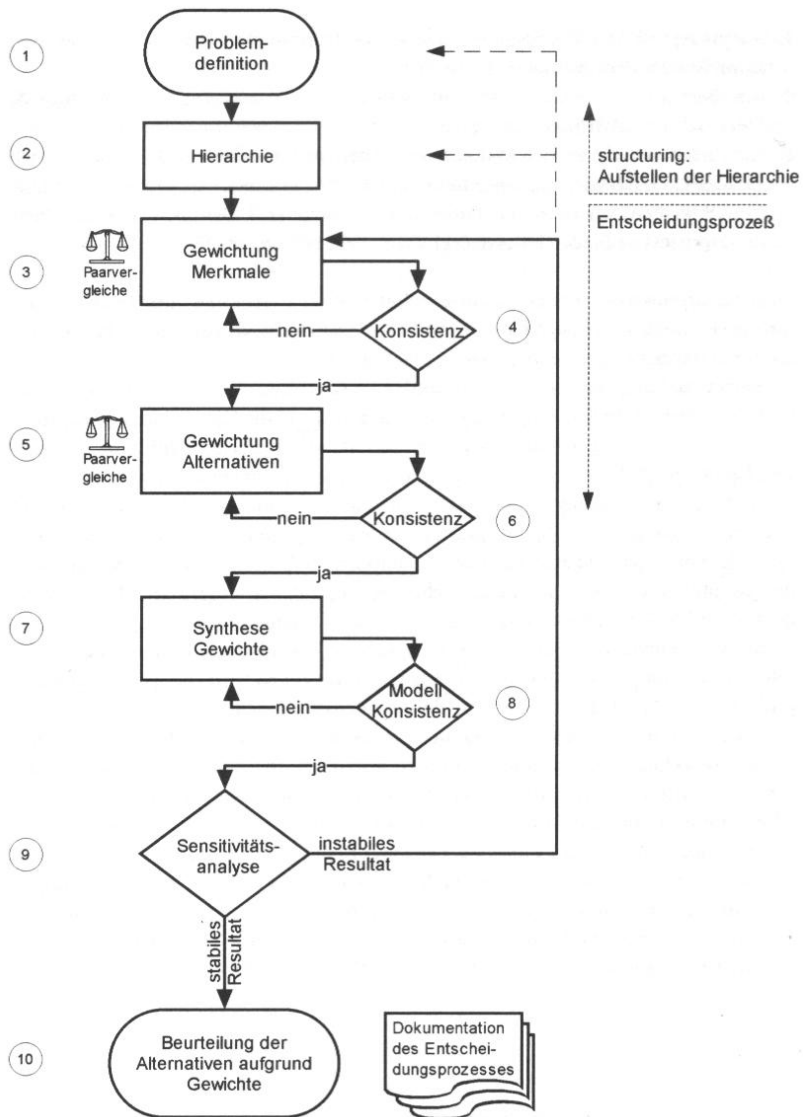 1
Problem-
definition
2
Hierarchie
structuring:
Aufstellen der Hierarchie
Entscheidungsprozeß
3
Paarver-
gleiche
Gewichtung
Merkmale
nein
Konsistenz
4
ja
5
Paarver-
gleiche
Gewichtung
Alternativen
nein
Konsistenz
6
ja
7
Synthese
Gewichte
nein
Modell
Konsistenz
8
ja
9
Sensitivitäts-
analyse
instabiles
Resultat
stabiles
Resultat
10
Beurteilung der
Alternativen aufgrund
Gewichte
Dokumentation
des Entschei-
dungsprozesses